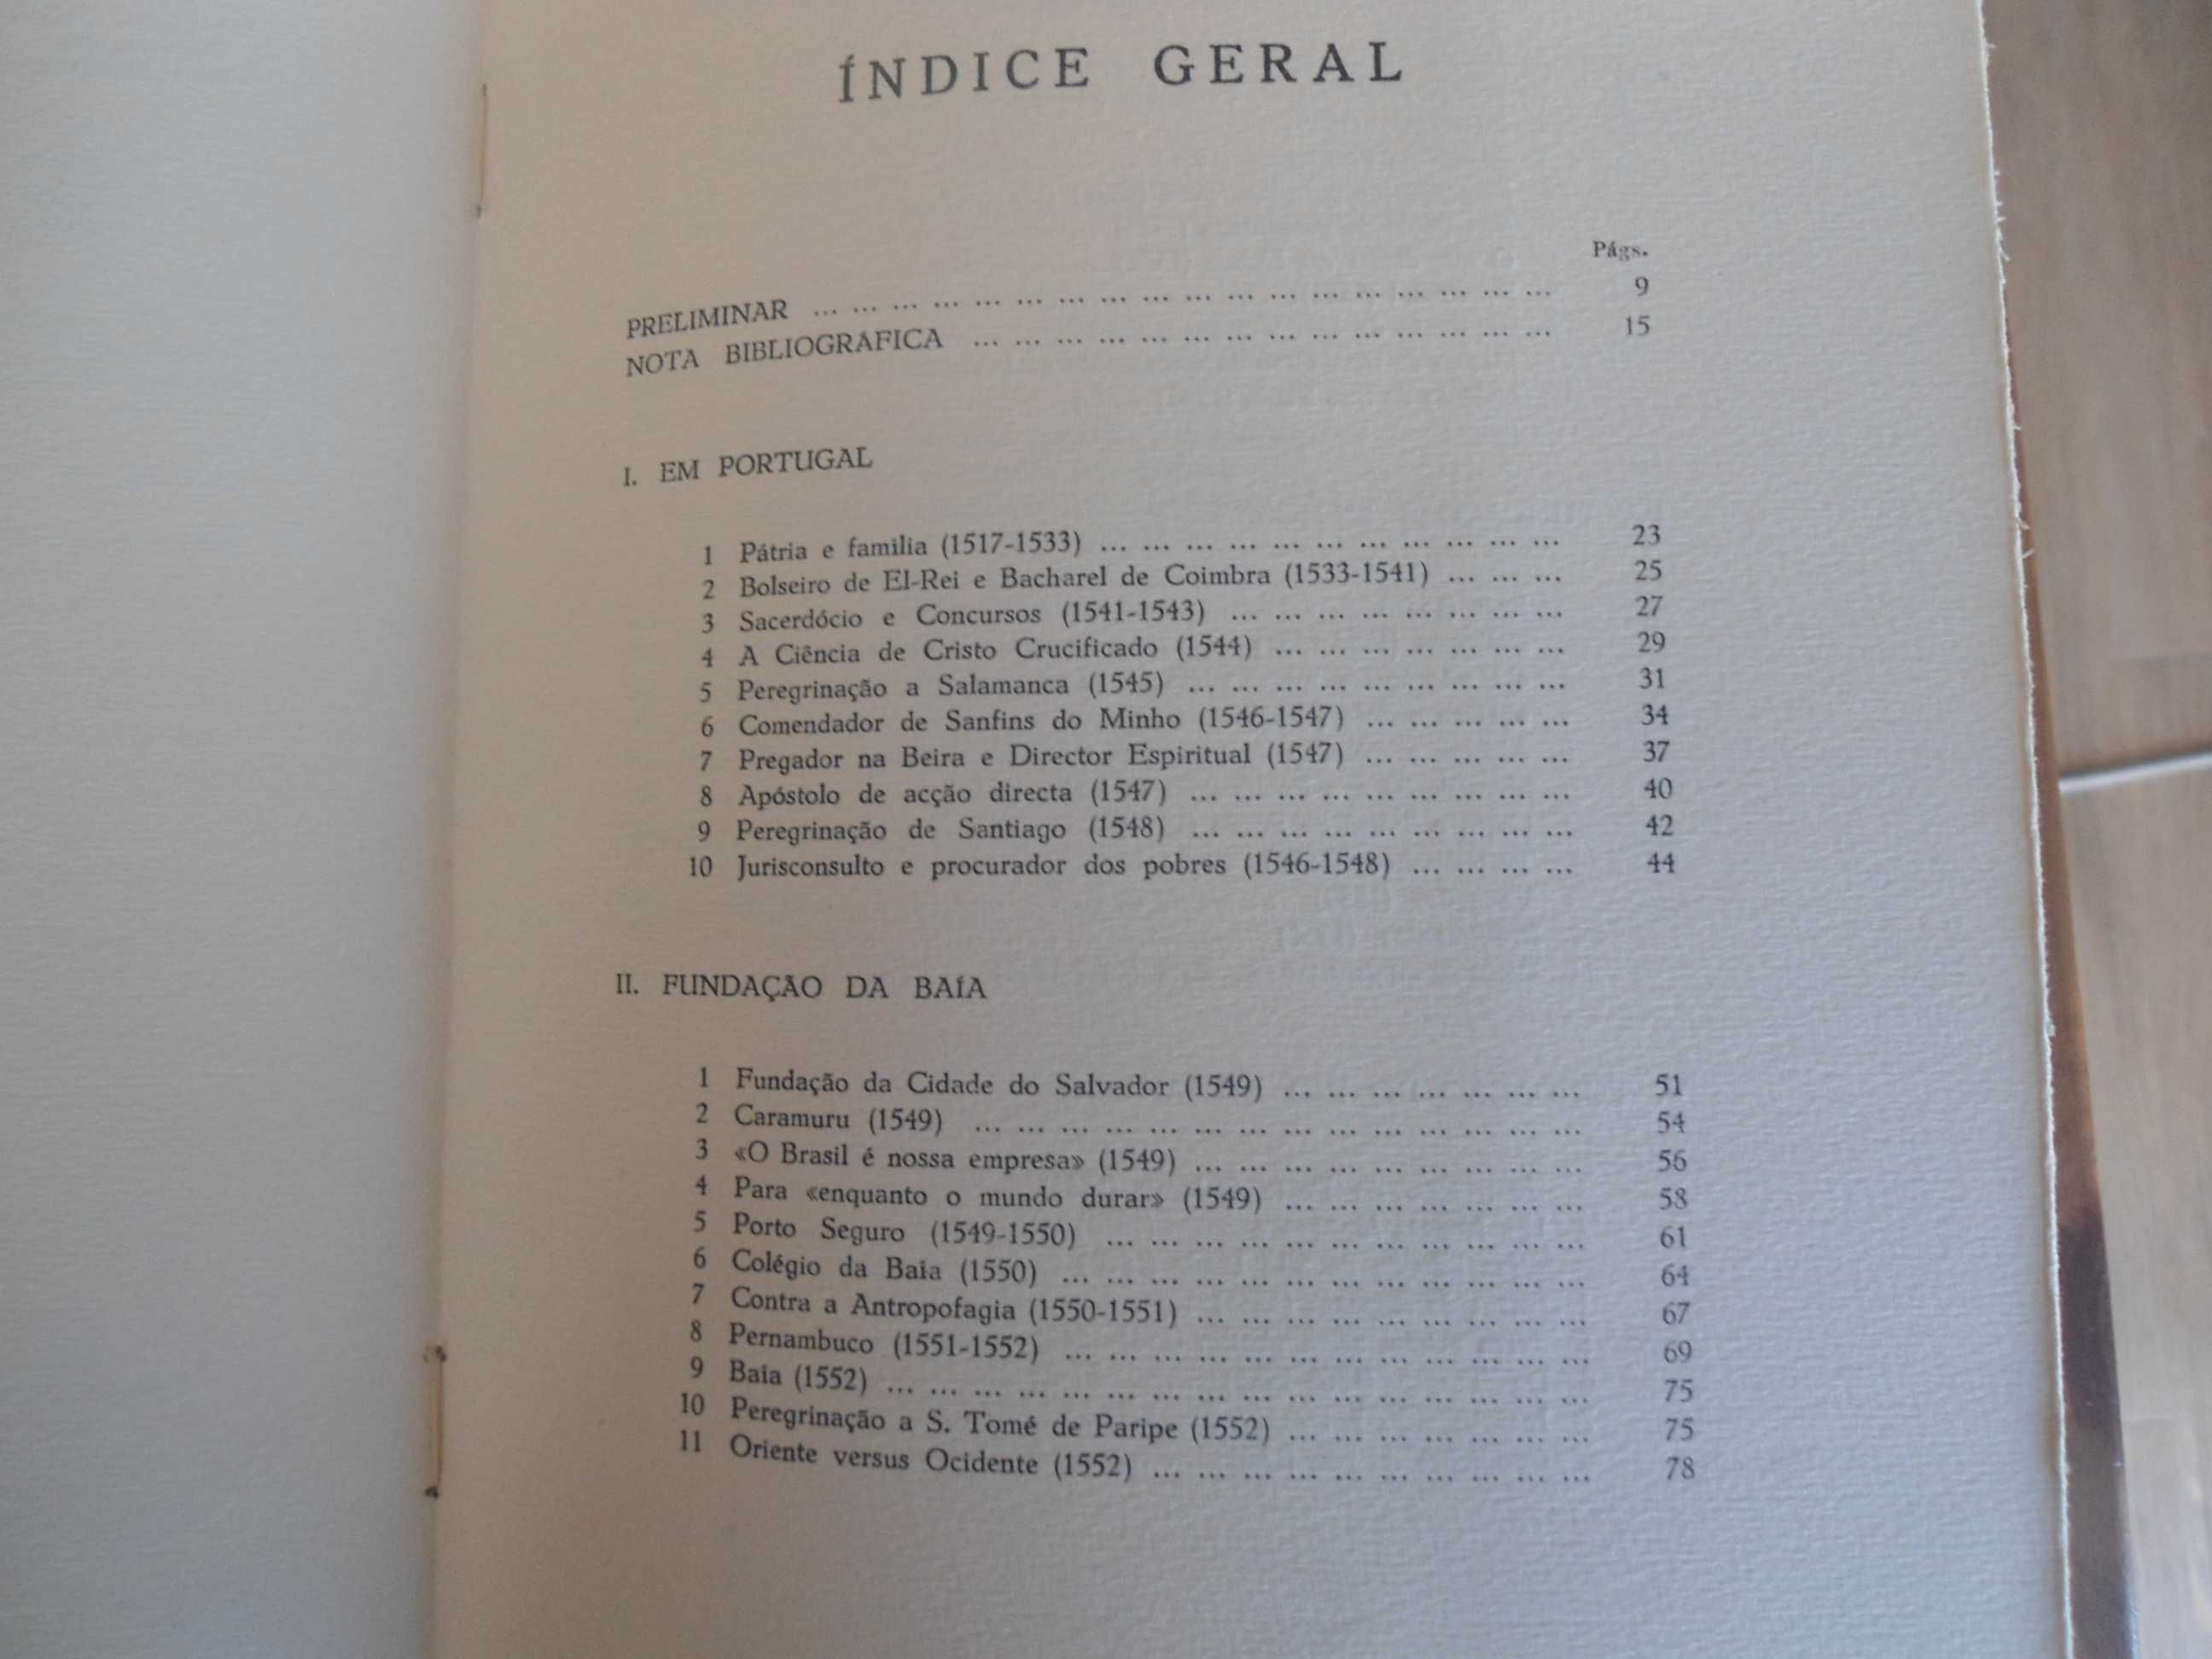 ÍNDICE GERAL
Págs.
PRELIMINAR ... ... ... ... ... ... ... ... ... ... ... ... ... ... ... ... ... ... 9
NOTA BIBLIOGRÁFICA ... ... ... ... ... ... ... ... ... ... ... ... ... ... 15
I. EM PORTUGAL
1 Pátria e família (1517-1533) ... ... ... ... ... ... ... ... ... ... ... 23
2 Bolseiro de El-Rei e Bacharel de Coimbra (1533-1541) ... ... ... 25
3 Sacerdócio e Concursos (1541-1543) ... ... ... ... ... ... ... ... 27
4 A Ciência de Cristo Crucificado (1544) ... ... ... ... ... ... ... 29
5 Peregrinação a Salamanca (1545) ... ... ... ... ... ... ... ... ... 31
6 Comendador de Sanfins do Minho (1546-1547) ... ... ... ... ... 34
7 Pregador na Beira e Director Espiritual (1547) ... ... ... ... ... 37
8 Apóstolo de acção directa (1547) ... ... ... ... ... ... ... ... ... 40
9 Peregrinação de Santiago (1548) ... ... ... ... ... ... ... ... ... 42
10 Jurisconsulto e procurador dos pobres (1546-1548) ... ... ... ... 44
II. FUNDAÇÃO DA BAÍA
1 Fundação da Cidade do Salvador (1549) ... ... ... ... ... ... ... 51
2 Caramuru (1549) ... ... ... ... ... ... ... ... ... ... ... ... ... ... 54
3 «O Brasil é nossa empresa» (1549) ... ... ... ... ... ... ... ... ... 56
4 Para «enquanto o mundo durar» (1549) ... ... ... ... ... ... ... 58
5 Porto Seguro (1549-1550) ... ... ... ... ... ... ... ... ... ... ... 61
6 Colégio da Baía (1550) ... ... ... ... ... ... ... ... ... ... ... ... 64
7 Contra a Antropofagia (1550-1551) ... ... ... ... ... ... ... ... ... 67
8 Pernambuco (1551-1552) ... ... ... ... ... ... ... ... ... ... ... ... 69
9 Baía (1552) ... ... ... ... ... ... ... ... ... ... ... ... ... ... ... ... 75
10 Peregrinação a S. Tomé de Paripe (1552) ... ... ... ... ... ... ... 75
11 Oriente versus Ocidente (1552) ... ... ... ... ... ... ... ... ... ... 78